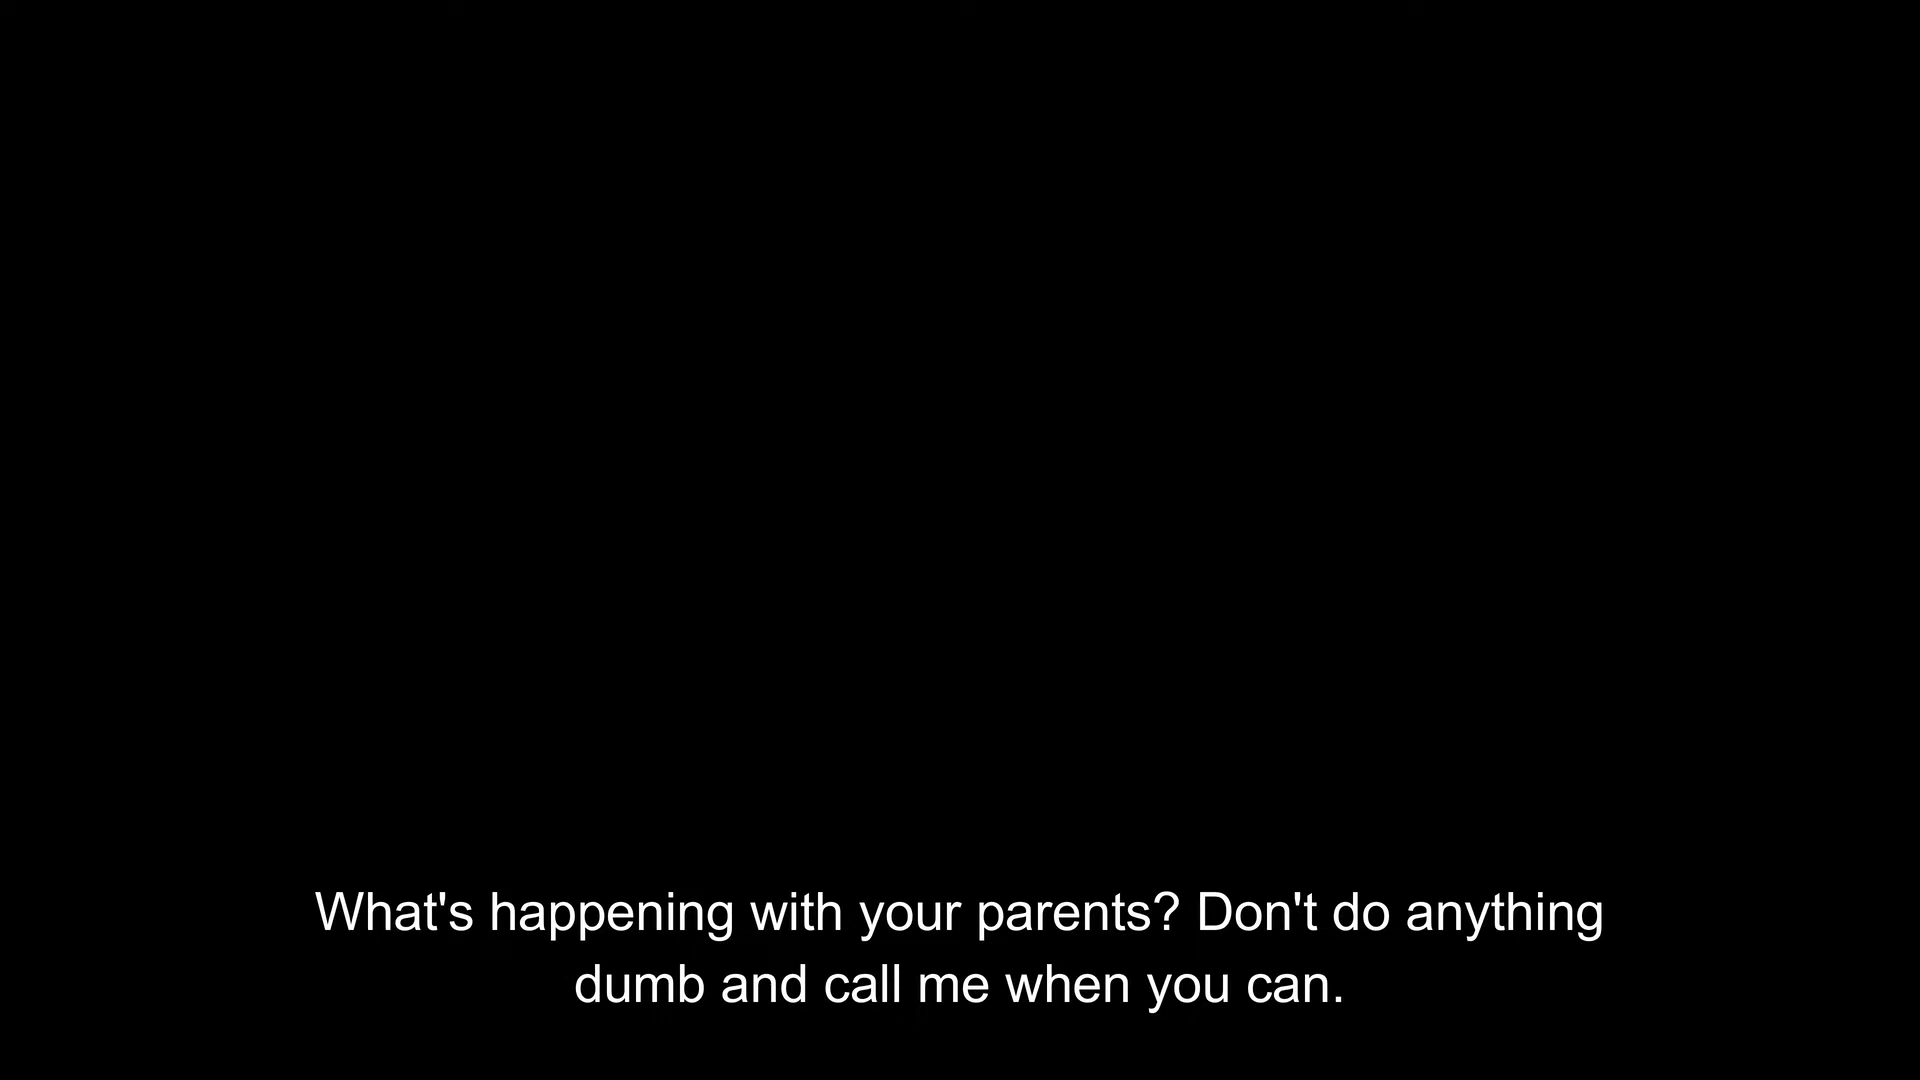 What's happening with your parents? Don't do anything
dumb and call me when you can.